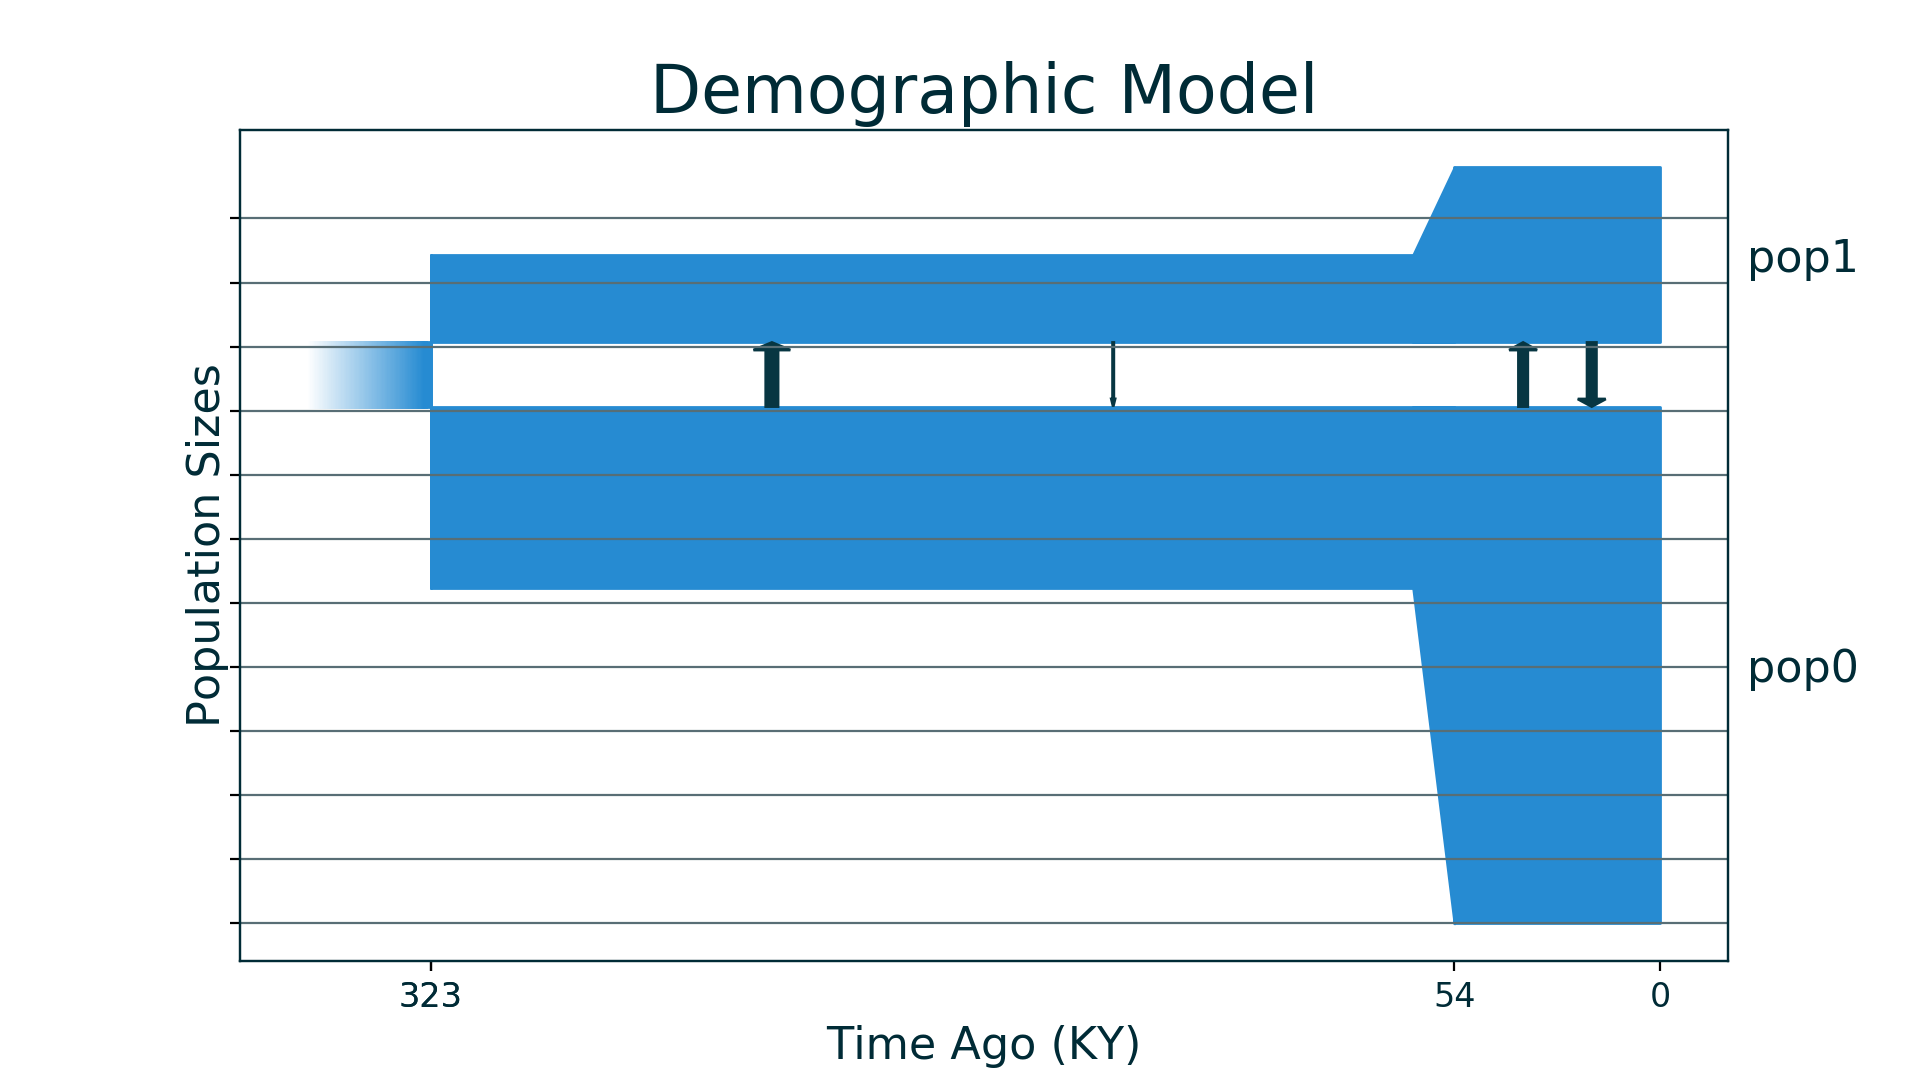 Demographic Model
Population Sizes
pop1
pop0
323
54
0
Time Ago (KY)